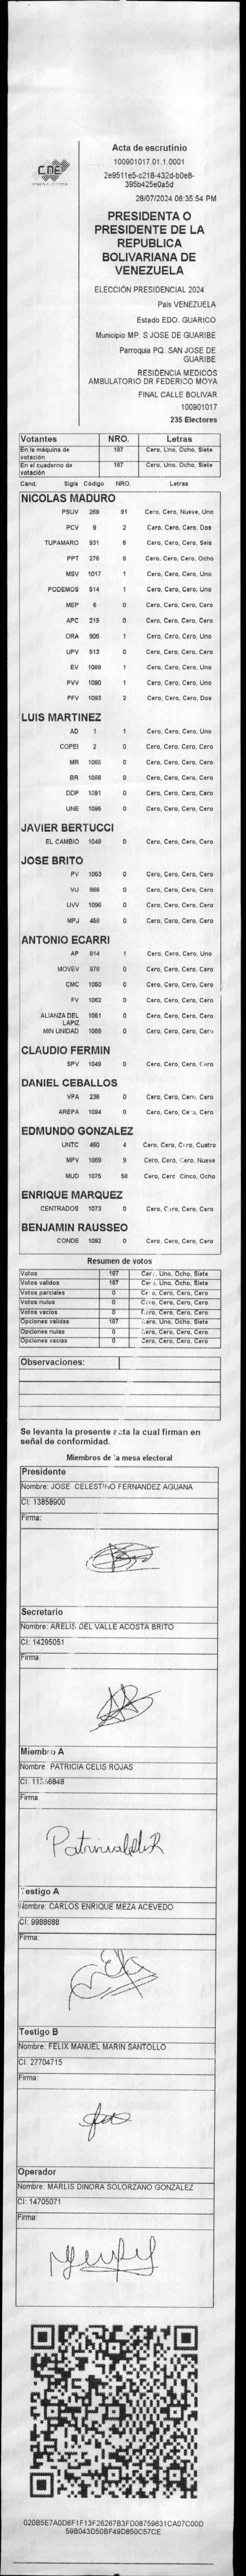 CNE
Acta de escrutinio
100901017.01.1.0001
2e9511e5-c218-432d-b0e8-
395b425e0a5d
28/07/2024 06:35:54 PM
PRESIDENTA O
PRESIDENTE DE LA
REPUBLICA
BOLIVARIANA DE
VENEZUELA
ELECCIÓN PRESIDENCIAL 2024
Pais VENEZUELA
Estado EDO. GUARICO
Municipio MP. S JOSE DE GUARIBE
Parroquia PQ. SAN JOSE DE
GUARIBE
RESIDENCIA MEDICOS
AMBULATORIO DR FEDERICO MOYA
FINAL CALLE BOLIVAR
100901017
235 Electores
Votantes NRO. Letras
En la máquina de votación 187 Cero, Uno, Ocho, Siete
En el cuaderno de votación 187 Cero, Uno, Ocho, Siete
Cand. Sigla Código NRO. Letras
NICOLAS MADURO
PSUV 269 91 Cero, Cero, Nueve, Uno
PCV 9 2 Cero, Cero, Cero, Dos
TUPAMARO 931 6 Cero, Cero, Cero, Seis
PPT 276 8 Cero, Cero, Cero, Ocho
MSV 1017 1 Cero, Cero, Cero, Uno
PODEMOS 514 1 Cero, Cero, Cero, Uno
MEP 6 0 Cero, Cero, Cero, Cero
APC 219 0 Cero, Cero, Cero, Cero
ORA 905 1 Cero, Cero, Cero, Uno
UPV 513 0 Cero, Cero, Cero, Cero
EV 1089 1 Cero, Cero, Cero, Uno
PVV 1090 1 Cero, Cero, Cero, Uno
PFV 1093 2 Cero, Cero, Cero, Dos
LUIS MARTINEZ
AD 1 1 Cero, Cero, Cero, Uno
COPEI 2 0 Cero, Cero, Cero, Cero
MR 1065 0 Cero, Cero, Cero, Cero
BR 1066 0 Cero, Cero, Cero, Cero
DDP 1091 0 Cero, Cero, Cero, Cero
UNE 1095 0 Cero, Cero, Cero, Cero
JAVIER BERTUCCI
EL CAMBIO 1048 0 Cero, Cero, Cero, Cero
JOSE BRITO
PV 1053 0 Cero, Cero, Cero, Cero
VU 888 0 Cero, Cero, Cero, Cero
UVV 1096 0 Cero, Cero, Cero, Cero
MPJ 458 0 Cero, Cero, Cero, Cero
ANTONIO ECARRI
AP 814 1 Cero, Cero, Cero, Uno
MOVEV 878 0 Cero, Cero, Cero, Cero
CMC 1050 0 Cero, Cero, Cero, Cero
FV 1062 0 Cero, Cero, Cero, Cero
ALIANZA DEL LAPIZ 1051 0 Cero, Cero, Cero, Cero
MIN UNIDAD 1088 0 Cero, Cero, Cero, Cero
CLAUDIO FERMIN
SPV 1049 0 Cero, Cero, Cero, Cero
DANIEL CEBALLOS
VPA 236 0 Cero, Cero, Cero, Cero
AREPA 1094 0 Cero, Cero, Cero, Cero
EDMUNDO GONZALEZ
UNTC 460 4 Cero, Cero, Cero, Cuatro
MPV 1069 9 Cero, Cero, Cero, Nueve
MUD 1075 58 Cero, Cero, Cinco, Ocho
ENRIQUE MARQUEZ
CENTRADOS 1073 0 Cero, Cero, Cero, Cero
BENJAMIN RAUSSEO
CONDE 1092 0 Cero, Cero, Cero, Cero
Resumen de votos
Votos 187 Cero, Uno, Ocho, Siete
Votos validos 187 Cero, Uno, Ocho, Siete
Votos parciales 0 Cero, Cero, Cero, Cero
Votos nulos 0 Cero, Cero, Cero, Cero
Votos vacios 0 Cero, Cero, Cero, Cero
Opciones validas 187 Cero, Uno, Ocho, Siete
Opciones nulas 0 Cero, Cero, Cero, Cero
Opciones vacias 0 Cero, Cero, Cero, Cero
Observaciones:
Se levanta la presente acta la cual firman en
señal de conformidad.
Miembros de la mesa electoral
Presidente
Nombre: JOSE CELESTINO FERNANDEZ AGUANA
CI: 13858900
Firma:
Secretario
Nombre: ARELIS DEL VALLE ACOSTA BRITO
CI: 14295051
Firma:
Miembro A
Nombre: PATRICIA CELIS ROJAS
Firma
Testigo A
Nombre: CARLOS ENRIQUE MEZA ACEVEDO
CI: 9988688
Firma:
Testigo B
Nombre: FELIX MANUEL MARIN SANTOLLO
CI: 27704715
Firma:
Operador
Nombre: MARLIS DINORA SOLORZANO GONZALEZ
CI: 14705071
Firma:
020B5E7A0D6F1F13F26267B3FD08759631CA07C00D
59B043D50BF49D850C57CE